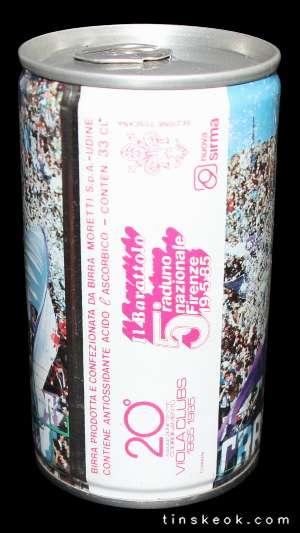 BIRRA PRODOTTA E CONFEZIONATA DA BIRRA MORETTI S.p.A.-UDINE
CONTIENE ANTIOSSIDANTE ACIDO l ASCORBICO - CONTEN. 33 CL
SEZIONE TOSCANA
nuova
sirma
il Barattolo
5°
raduno
nazionale
Firenze
19·5·85
20°
VIOLA CLUBS
1965 1985
tinskeok.com